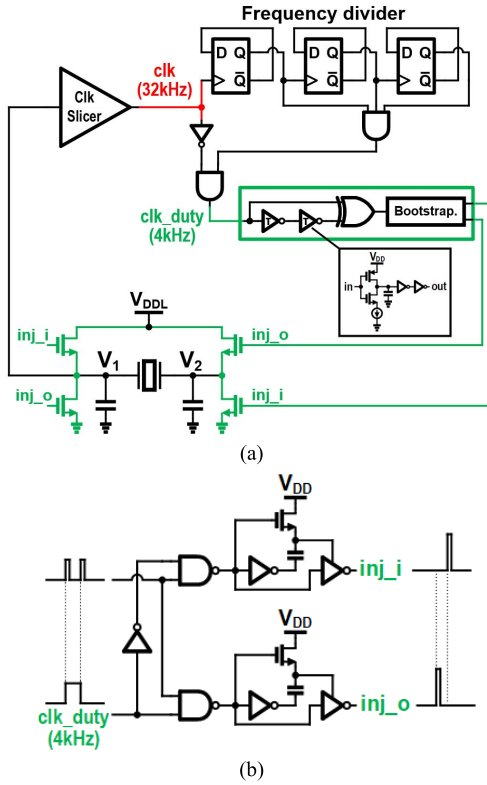 Frequency divider
D Q
Q̅
D Q
Q̅
D Q
Q̅
clk
(32kHz)
Clk
Slicer
clk_duty
(4kHz)
T
T
Bootstrap.
VDD
in
out
VDDL
inj_i
inj_o
V1
V2
inj_o
inj_i
(a)
VDD
inj_i
VDD
inj_o
clk_duty
(4kHz)
(b)